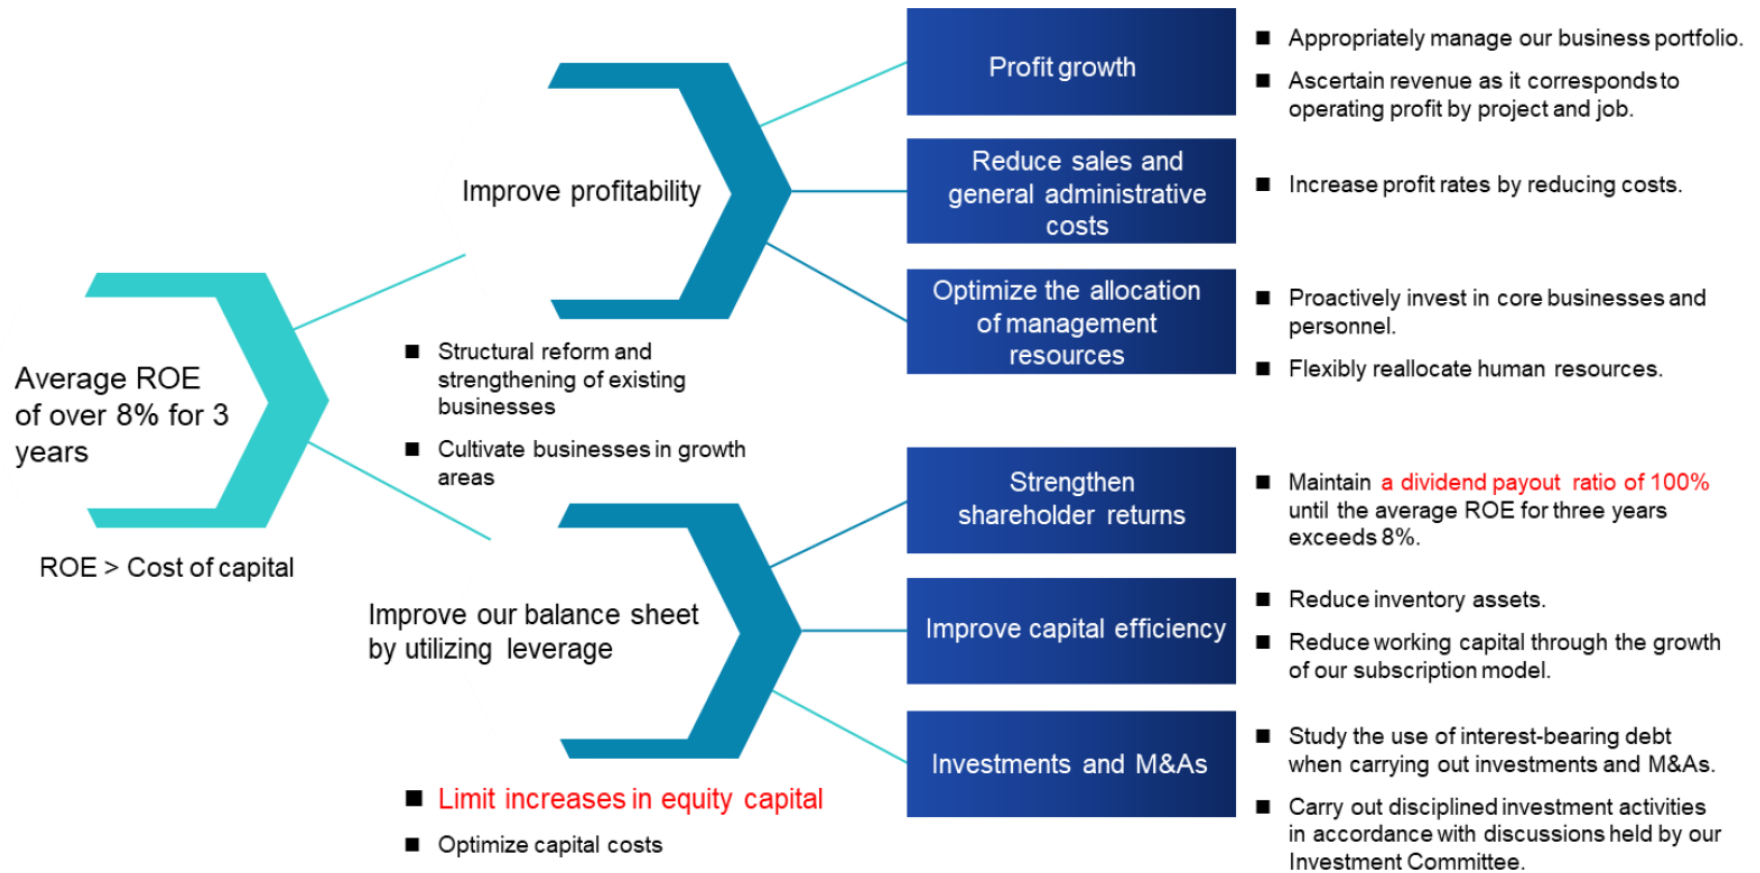 Average ROE
of over 8% for 3
years
ROE > Cost of capital
Improve profitability
■ Structural reform and
strengthening of existing
businesses
■ Cultivate businesses in growth
areas
Profit growth
■ Appropriately manage our business portfolio.
■ Ascertain revenue as it corresponds to
operating profit by project and job.
Reduce sales and
general administrative
costs
■ Increase profit rates by reducing costs.
Optimize the allocation
of management
resources
■ Proactively invest in core businesses and
personnel.
■ Flexibly reallocate human resources.
Improve our balance sheet
by utilizing leverage
■ Limit increases in equity capital
■ Optimize capital costs
Strengthen
shareholder returns
■ Maintain a dividend payout ratio of 100%
until the average ROE for three years
exceeds 8%.
Improve capital efficiency
■ Reduce inventory assets.
■ Reduce working capital through the growth
of our subscription model.
Investments and M&As
■ Study the use of interest-bearing debt
when carrying out investments and M&As.
■ Carry out disciplined investment activities
in accordance with discussions held by our
Investment Committee.